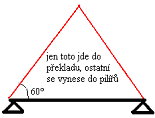 jen toto jde do
překladu, ostatní
se vynese do pilířů
60°